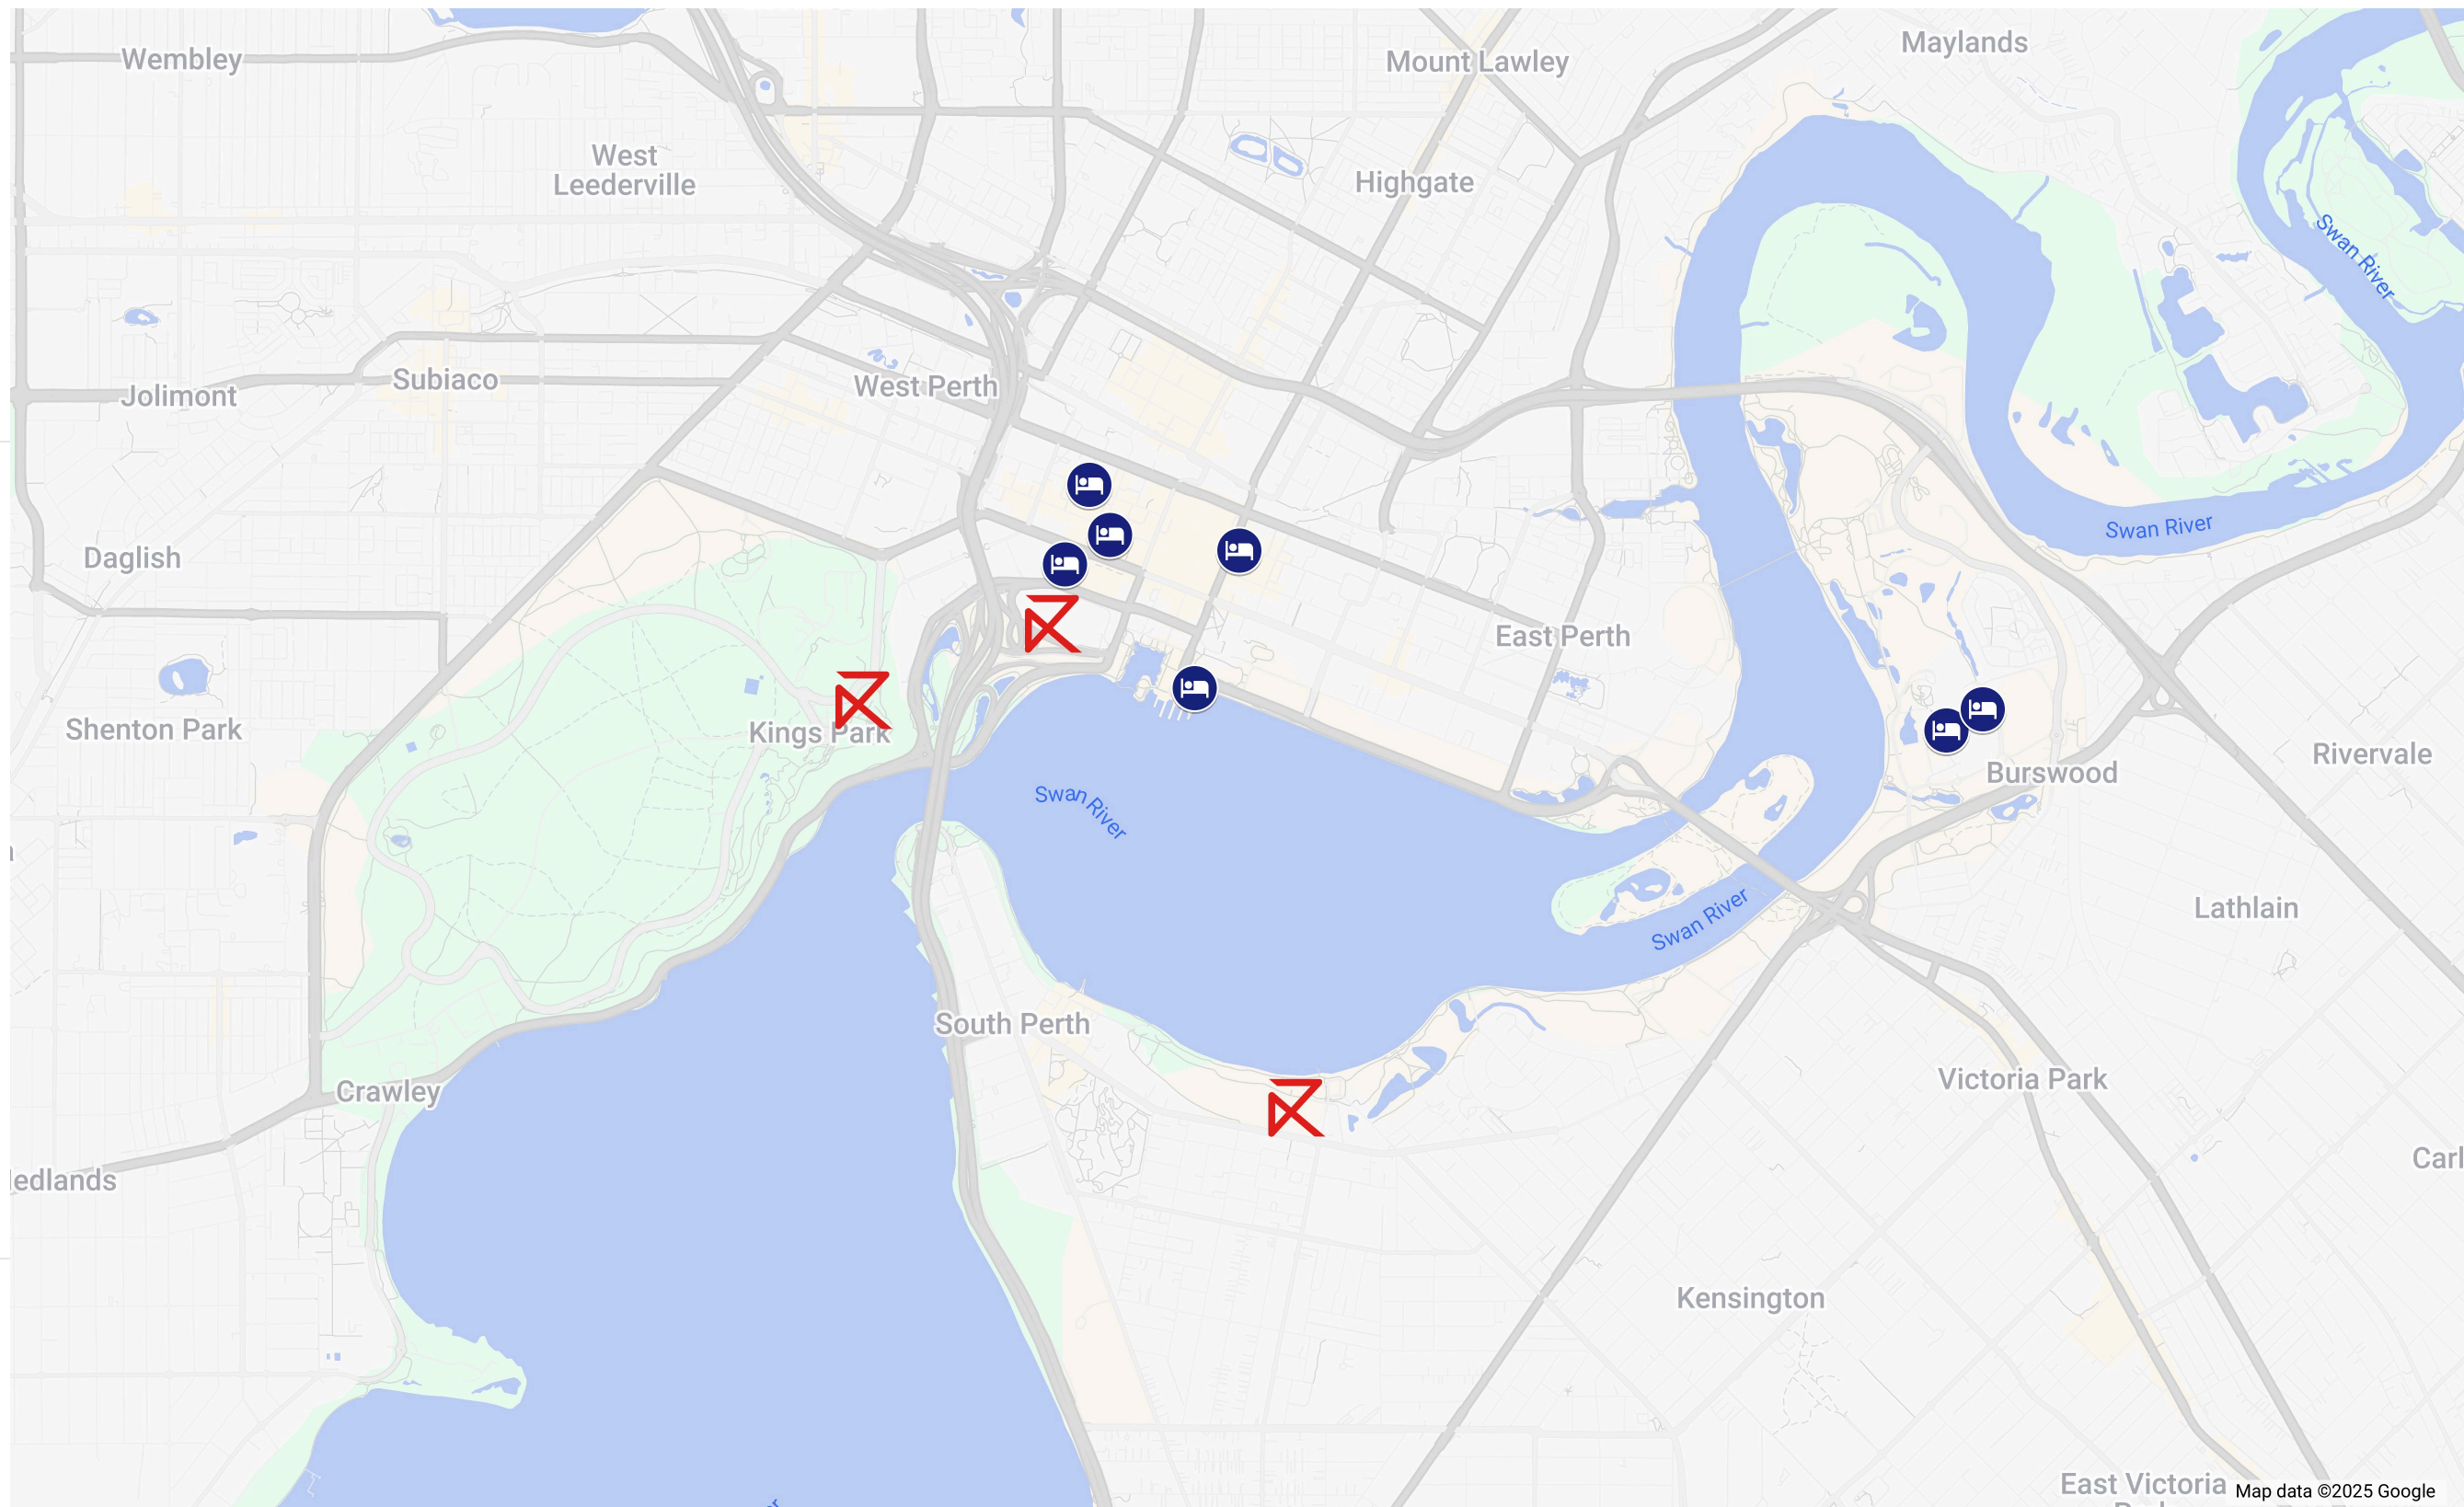 Maylands
Wembley
Mount Lawley
West
Leederville
Highgate
Swan River
Subiaco
West Perth
Jolimont
Swan River
Daglish
East Perth
Shenton Park
Kings Park
Rivervale
Burswood
Swan River
Lathlain
Swan River
South Perth
Victoria Park
Crawley
Carl
edlands
Kensington
East Victoria
Map data ©2025 Google